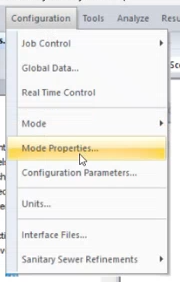 Configuration Tools Analyze Resu
Job Control
Global Data...
Real Time Control
Mode
Mode Properties...
Configuration Parameters...
Units...
Interface Files...
Sanitary Sewer Refinements